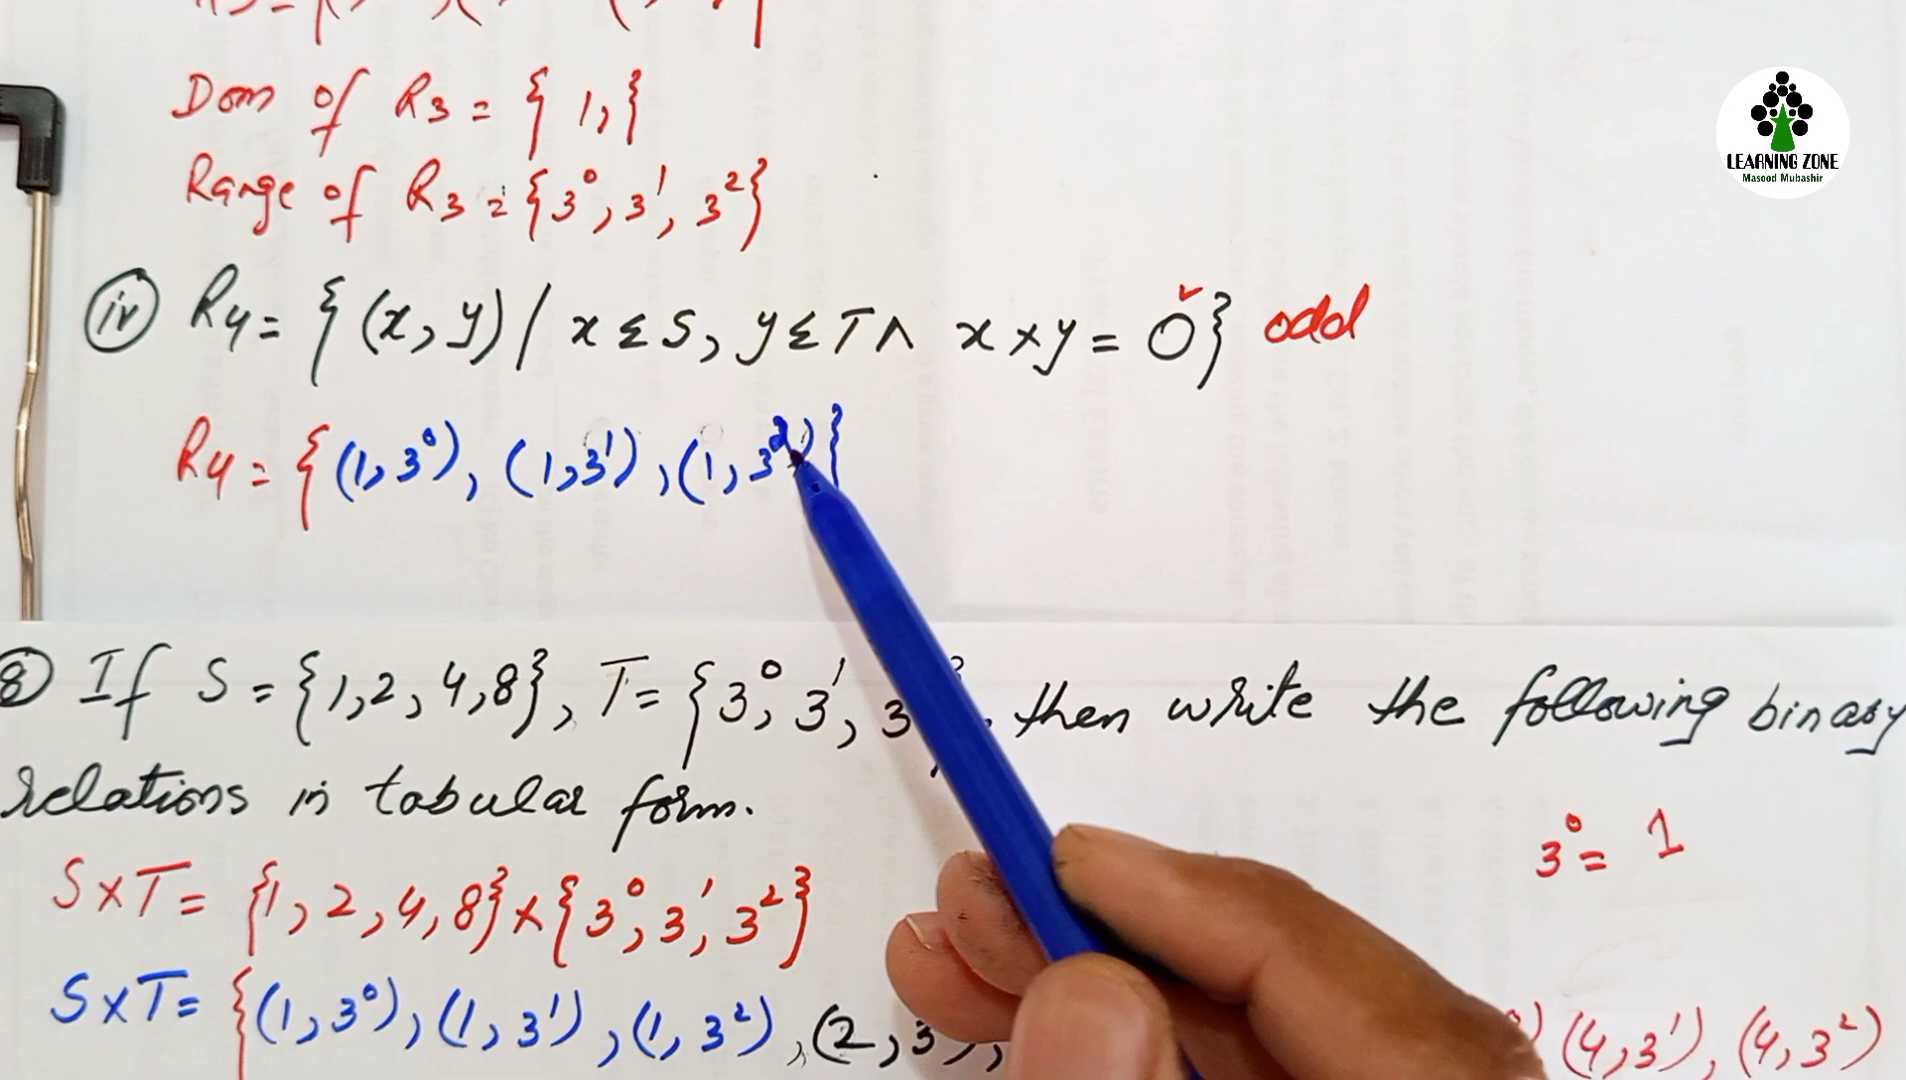 Dom of R3 = { 1, }
Range of R3 = {3⁰, 3¹, 3²}
LEARNING ZONE
Masood Mubashir
(iv) R4 = {(x, y) / x ∈ S, y ∈ T ∧ x × y = O} odd
R4 = {(1, 3⁰), (1, 3¹), (1, 3²)}
8 If S = {1, 2, 4, 8}, T = {3⁰, 3¹, 3 , then write the following binary
relations in tabular form.
3⁰ = 1
S×T = {1, 2, 4, 8} × {3⁰, 3¹, 3²}
S×T = {(1, 3⁰), (1, 3¹), (1, 3²), (2, 3 ), ) (4, 3¹), (4, 3²)